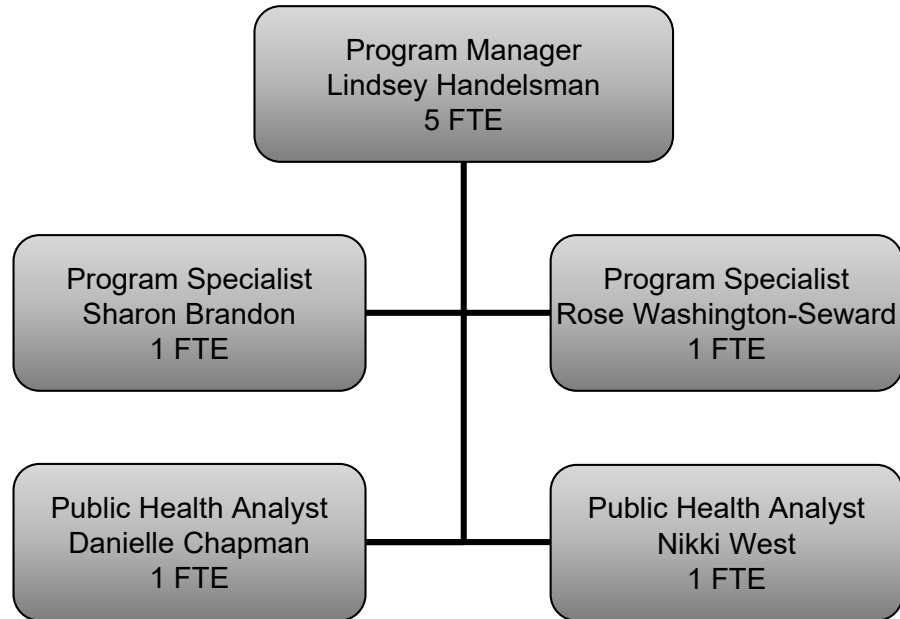 Program Manager
Lindsey Handelsman
5 FTE
Program Specialist
Sharon Brandon
1 FTE
Program Specialist
Rose Washington-Seward
1 FTE
Public Health Analyst
Danielle Chapman
1 FTE
Public Health Analyst
Nikki West
1 FTE